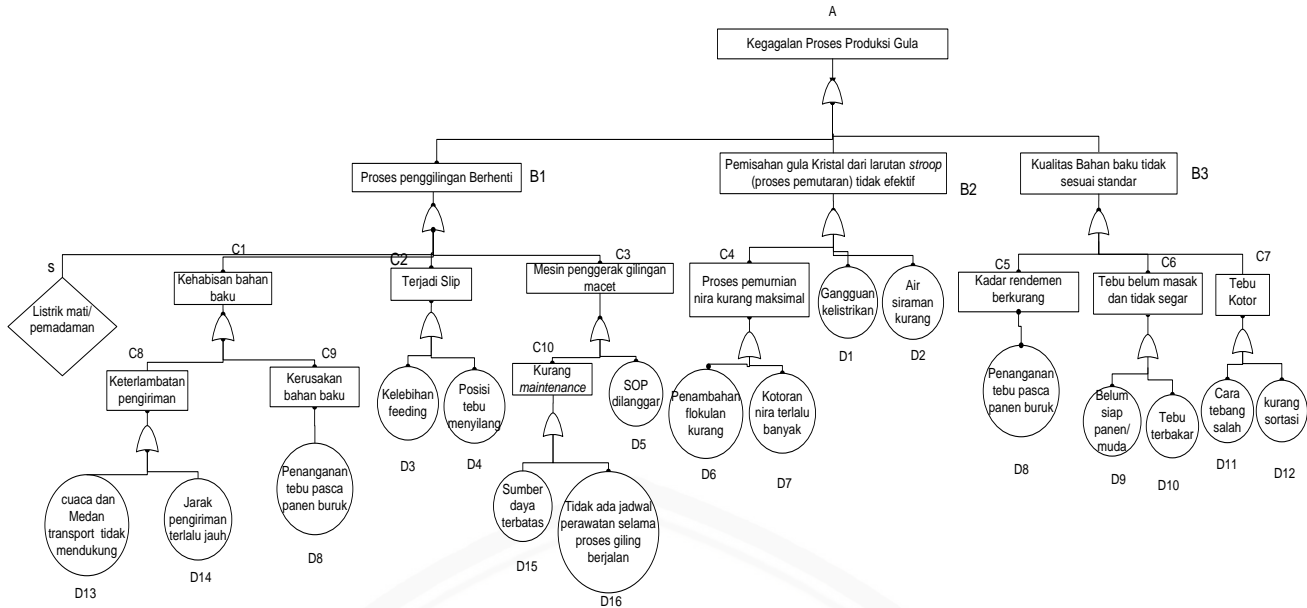 A
Kegagalan Proses Produksi Gula
Proses penggilingan Berhenti
B1
Pemisahan gula Kristal dari larutan stroop
(proses pemutaran) tidak efektif
B2
Kualitas Bahan baku tidak
sesuai standar
B3
S
Listrik mati/
pemadaman
C1
Kehabisan bahan
baku
C2
Terjadi Slip
C3
Mesin penggerak gilingan
macet
C4
Proses pemurnian
nira kurang maksimal
Gangguan
kelistrikan
D1
Air
siraman
kurang
D2
C5
Kadar rendemen
berkurang
C6
Tebu belum masak
dan tidak segar
C7
Tebu
Kotor
C8
Keterlambatan
pengiriman
C9
Kerusakan
bahan baku
Kelebihan
feeding
D3
Posisi
tebu
menyilang
D4
C10
Kurang
maintenance
SOP
dilanggar
D5
Penambahan
flokulan
kurang
D6
Kotoran
nira terlalu
banyak
D7
Penanganan
tebu pasca
panen buruk
D8
Belum
siap
panen/
muda
D9
Tebu
terbakar
D10
Cara
tebang
salah
D11
kurang
sortasi
D12
cuaca dan
Medan
transport tidak
mendukung
D13
Jarak
pengiriman
terlalu jauh
D14
Penanganan
tebu pasca
panen buruk
D8
Sumber
daya
terbatas
D15
Tidak ada jadwal
perawatan selama
proses giling
berjalan
D16